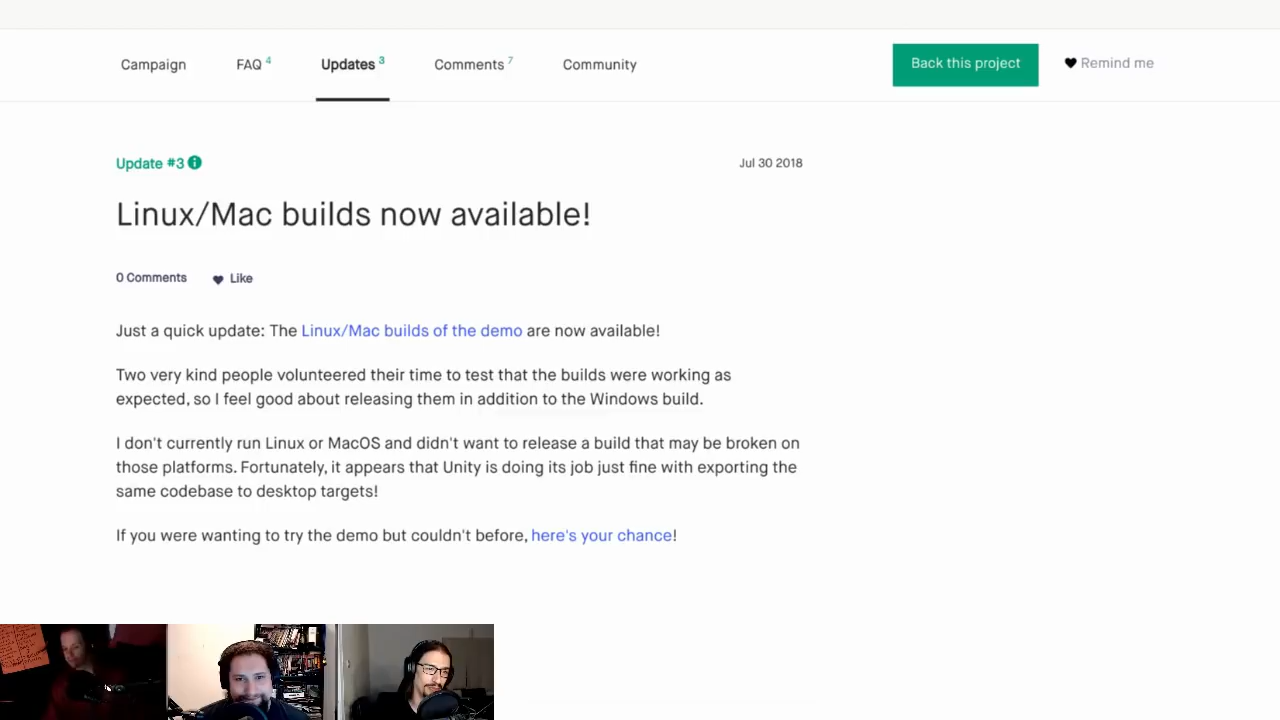 Campaign FAQ 4 Updates 3 Comments 7 Community Back this project Remind me
Update #3 Jul 30 2018
Linux/Mac builds now available!
0 Comments Like
Just a quick update: The Linux/Mac builds of the demo are now available!
Two very kind people volunteered their time to test that the builds were working as
expected, so I feel good about releasing them in addition to the Windows build.
I don't currently run Linux or MacOS and didn't want to release a build that may be broken on
those platforms. Fortunately, it appears that Unity is doing its job just fine with exporting the
same codebase to desktop targets!
If you were wanting to try the demo but couldn't before, here's your chance!